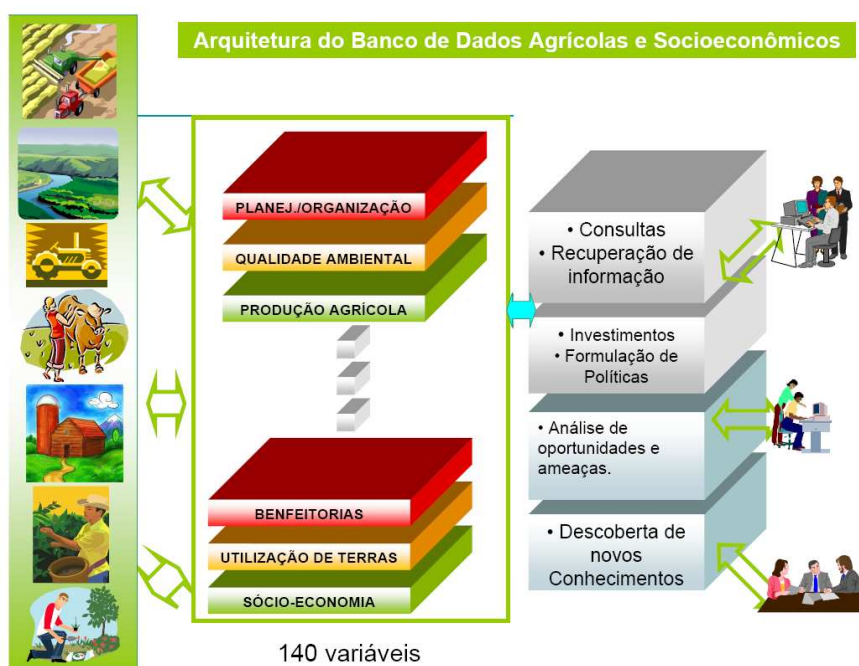 Arquitetura do Banco de Dados Agrícolas e Socioeconômicos
PLANEJ./ORGANIZAÇÃO
QUALIDADE AMBIENTAL
PRODUÇÃO AGRÍCOLA
BENFEITORIAS
UTILIZAÇÃO DE TERRAS
SÓCIO-ECONOMIA
140 variáveis
• Consultas
• Recuperação de
informação
• Investimentos
• Formulação de
Políticas
• Análise de
oportunidades e
ameaças.
• Descoberta de
novos
Conhecimentos